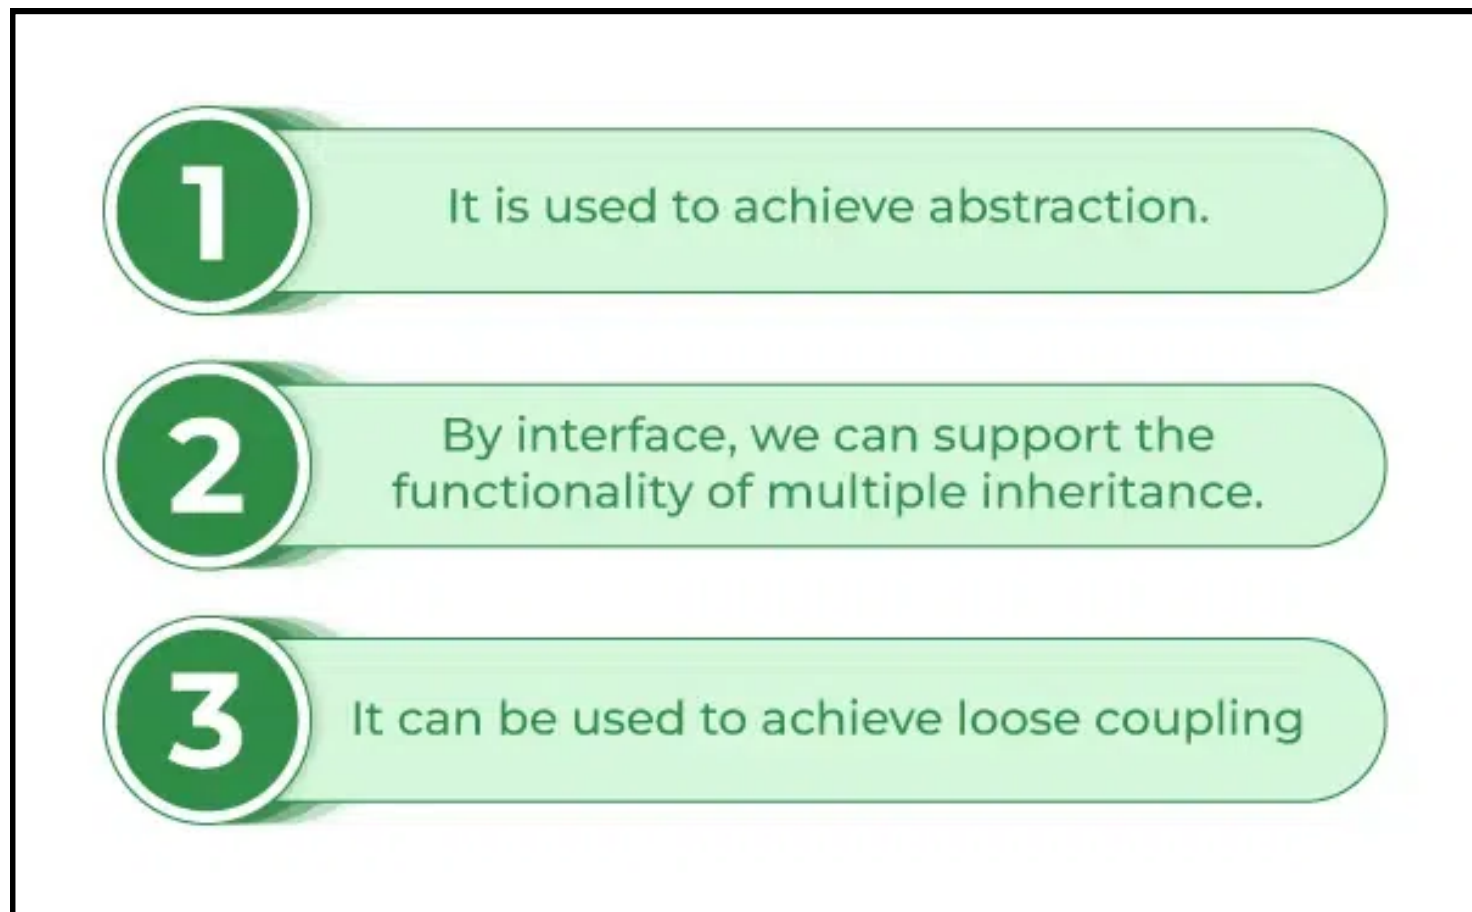 1
It is used to achieve abstraction.
2
By interface, we can support the
functionality of multiple inheritance.
3
It can be used to achieve loose coupling